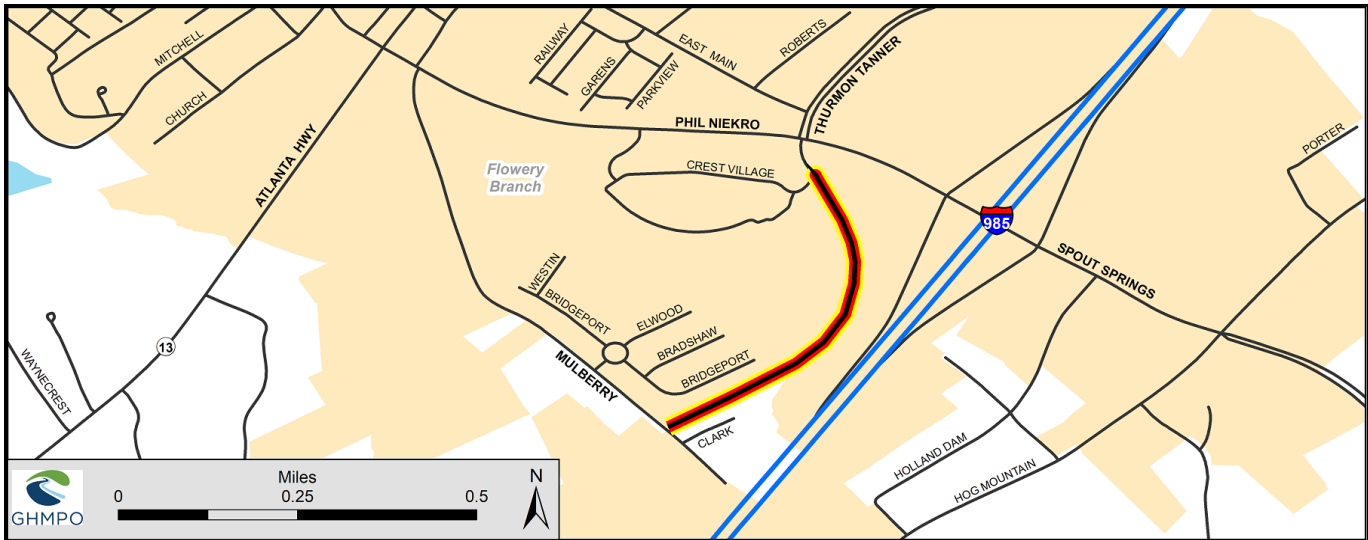 MITCHELL
CHURCH
RAILWAY
GARENS
PARKVIEW
EAST MAIN
ROBERTS
THURMON TANNER
PHIL NIEKRO
ATLANTA HWY
Flowery
Branch
CREST VILLAGE
PORTER
985
SPOUT SPRINGS
WESTIN
BRIDGEPORT
ELWOOD
BRADSHAW
BRIDGEPORT
MULBERRY
CLARK
13
WAYNECREST
HOLLAND DAM
HOG MOUNTAIN
GHMPO
Miles
0 0.25 0.5
N